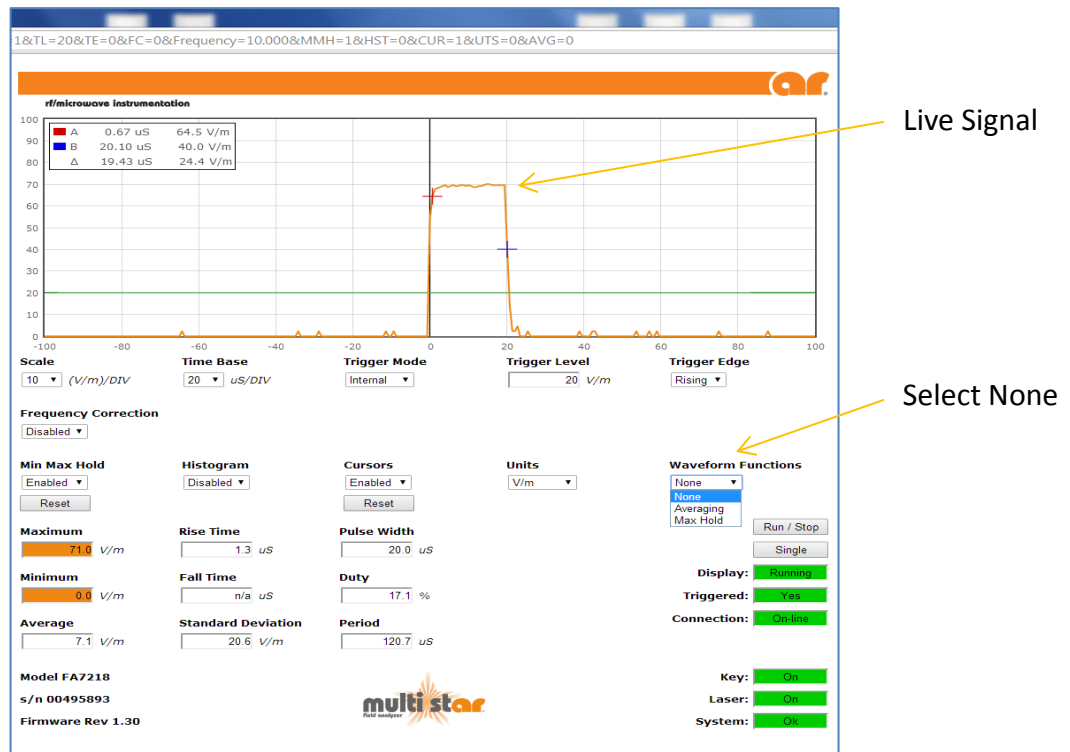 1&TL=20&TE=0&FC=0&Frequency=10.000&MMH=1&HST=0&CUR=1&UTS=0&AVG=0
ar
rf/microwave instrumentation
A 0.67 uS 64.5 V/m
B 20.10 uS 40.0 V/m
Δ 19.43 uS 24.4 V/m
Live Signal
100
90
80
70
60
50
40
30
20
10
0
-100 -80 -60 -40 -20 0 20 40 60 80 100
Scale Time Base Trigger Mode Trigger Level Trigger Edge
10 (V/m)/DIV 20 uS/DIV Internal 20 V/m Rising
Select None
Frequency Correction
Disabled
Min Max Hold Histogram Cursors Units Waveform Functions
Enabled Disabled Enabled V/m None
Reset Reset
None
Averaging
Max Hold
Run / Stop
Single
Maximum Rise Time Pulse Width
71.0 V/m 1.3 uS 20.0 uS
Display: Running
Minimum Fall Time Duty
0.0 V/m n/a uS 17.1 %
Triggered: Yes
Connection: On-line
Average Standard Deviation Period
7.1 V/m 20.6 V/m 120.7 uS
Model FA7218
s/n 00495893
Firmware Rev 1.30
multistar
field analyzer
Key: On
Laser: On
System: Ok